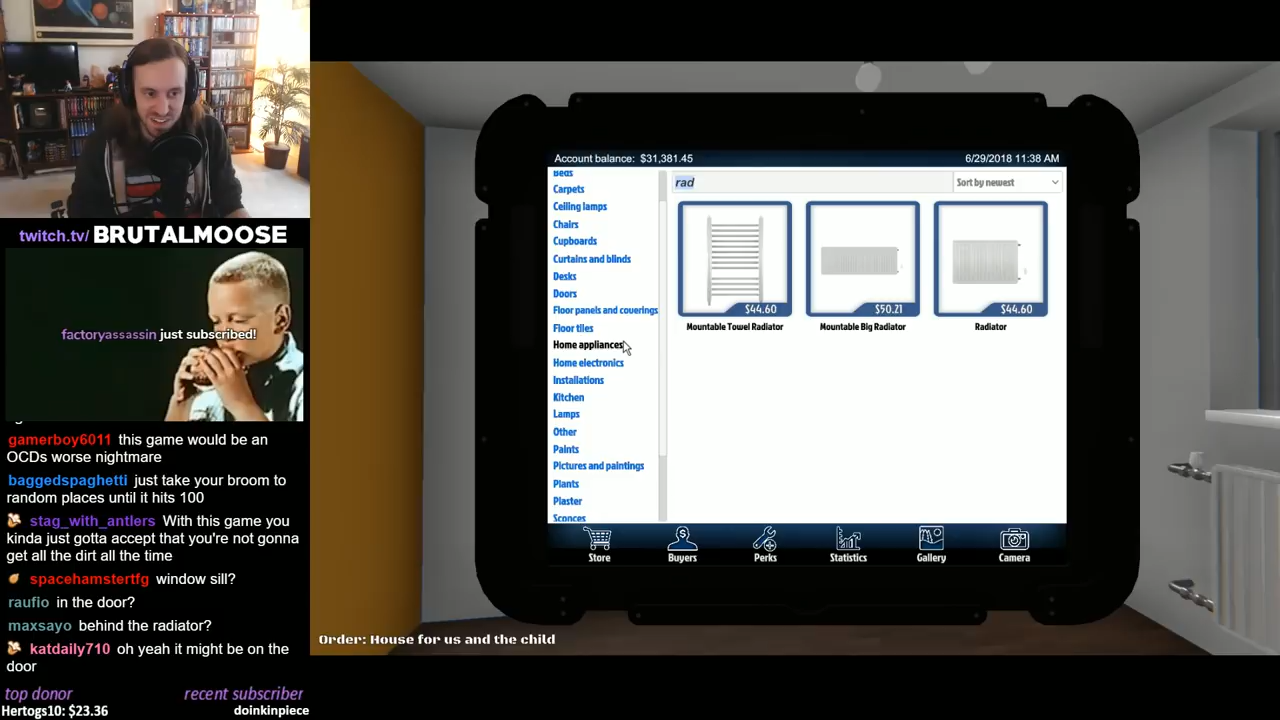 twitch.tv/ BRUTALMOOSE
factoryassassin just subscribed!
gamerboy6011 this game would be an
OCDs worse nightmare
baggedspaghetti just take your broom to
random places until it hits 100
stag_with_antlers With this game you
kinda just gotta accept that you're not gonna
get all the dirt all the time
spacehamstertfg window sill?
raufio in the door?
maxsayo behind the radiator?
katdaily710 oh yeah it might be on the
door
top donor recent subscriber
Hertogs10: $23.36 doinkinpiece
Account balance: $31,381.45 6/29/2018 11:38 AM
rad Sort by newest
Beds
Carpets
Ceiling lamps
Chairs
Cupboards
Curtains and blinds
Desks
Doors
Floor panels and coverings
Floor tiles
Home appliances
Home electronics
Installations
Kitchen
Lamps
Other
Paints
Pictures and paintings
Plants
Plaster
Sconces
$44.60 $50.21 $44.60
Mountable Towel Radiator Mountable Big Radiator Radiator
Store Buyers Perks Statistics Gallery Camera
Order: House for us and the child